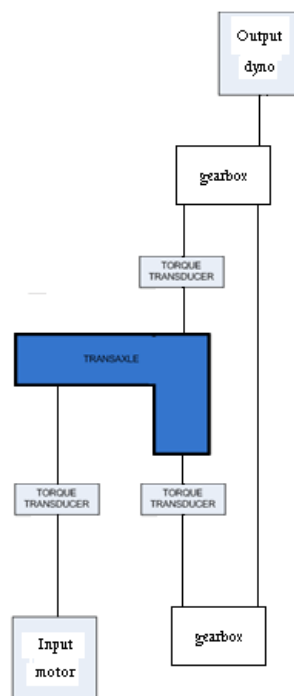 Output
dyno
gearbox
TORQUE
TRANSDUCER
TRANSAXLE
TORQUE
TRANSDUCER
TORQUE
TRANSDUCER
Input
motor
gearbox